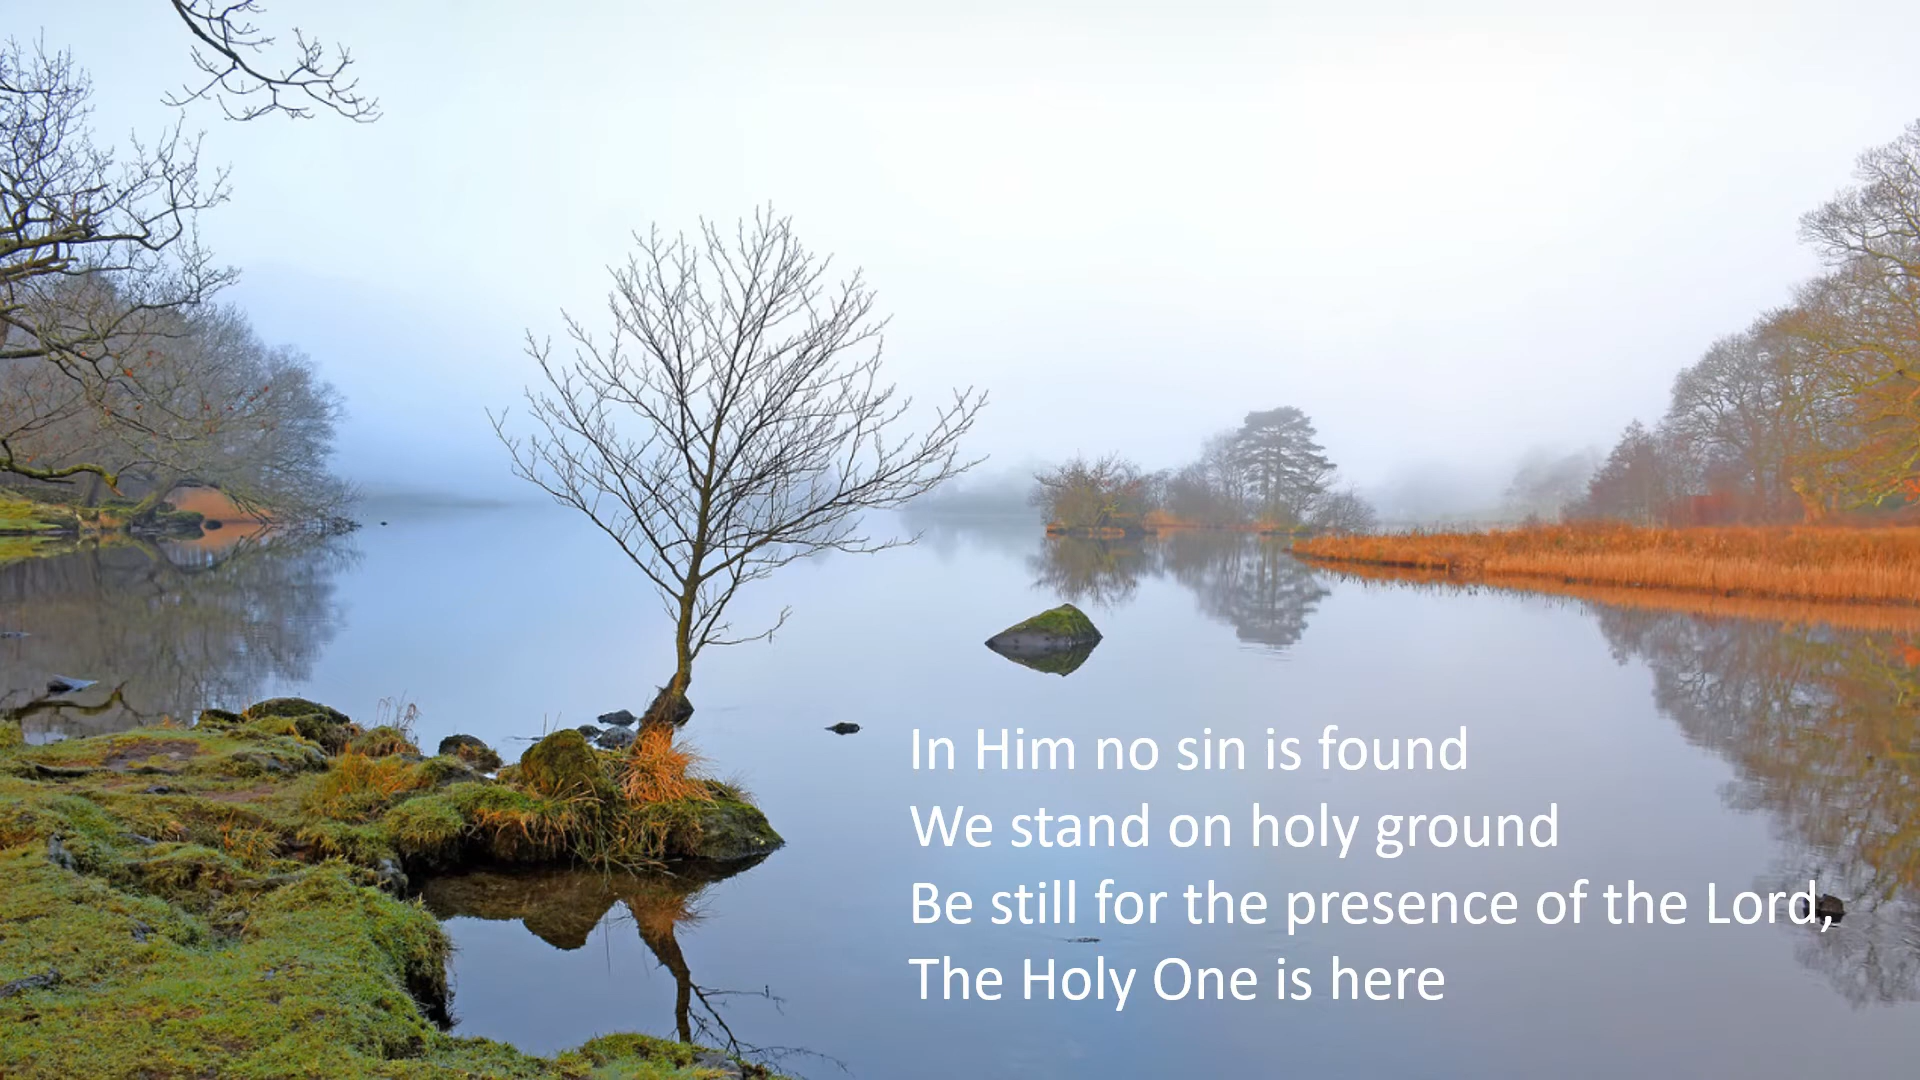 In Him no sin is found
We stand on holy ground
Be still for the presence of the Lord,
The Holy One is here